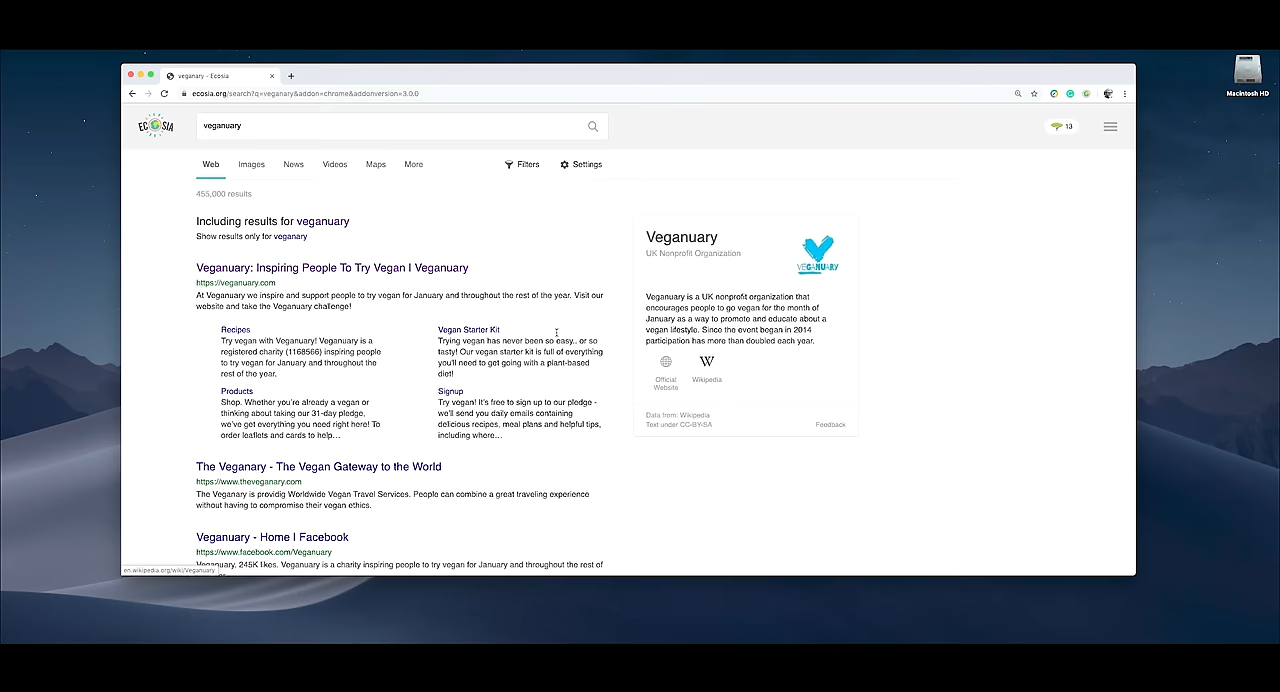 veganary - Ecosia
ecosia.org/search?q=veganary&addon=chrome&addonversion=3.0.0
Macintosh HD
ECOSIA
veganuary
13
Web Images News Videos Maps More Filters Settings
455,000 results
Including results for veganuary
Show results only for veganary
Veganuary: Inspiring People To Try Vegan | Veganuary
https://veganuary.com
At Veganuary we inspire and support people to try vegan for January and throughout the rest of the year. Visit our
website and take the Veganuary challenge!
Recipes
Try vegan with Veganuary! Veganuary is a
registered charity (1168566) inspiring people
to try vegan for January and throughout the
rest of the year.
Vegan Starter Kit
Trying vegan has never been so easy.. or so
tasty! Our vegan starter kit is full of everything
you'll need to get going with a plant-based
diet!
Products
Shop. Whether you're already a vegan or
thinking about taking our 31-day pledge,
we've got everything you need right here! To
order leaflets and cards to help…
Signup
Try vegan! It's free to sign up to our pledge -
we'll send you daily emails containing
delicious recipes, meal plans and helpful tips,
including where…
The Veganary - The Vegan Gateway to the World
https://www.theveganary.com
The Veganary is providig Worldwide Vegan Travel Services. People can combine a great traveling experience
without having to compromise their vegan ethics.
Veganuary - Home | Facebook
https://www.facebook.com/Veganuary
Veganuary. 245K likes. Veganuary is a charity inspiring people to try vegan for January and throughout the rest of
en.wikipedia.org/wiki/Veganuary
Veganuary
UK Nonprofit Organization
VEGANUARY
Veganuary is a UK nonprofit organization that
encourages people to go vegan for the month of
January as a way to promote and educate about a
vegan lifestyle. Since the event began in 2014
participation has more than doubled each year.
W
Official
Website
Wikipedia
Data from: Wikipedia
Text under CC-BY-SA
Feedback